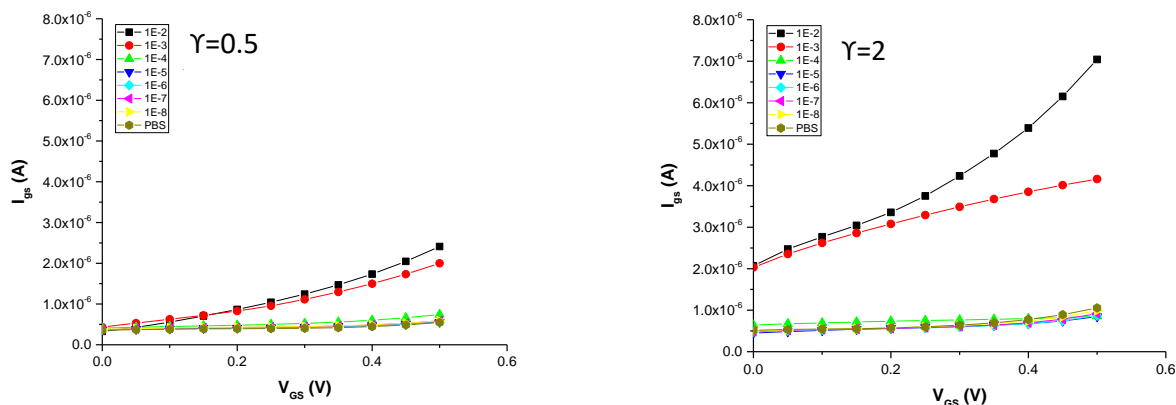 8.0x10⁻⁶
7.0x10⁻⁶
6.0x10⁻⁶
5.0x10⁻⁶
4.0x10⁻⁶
3.0x10⁻⁶
2.0x10⁻⁶
1.0x10⁻⁶
0.0
I_gs (A)
1E-2
1E-3
1E-4
1E-5
1E-6
1E-7
1E-8
PBS
ϒ=0.5
0.0 0.2 0.4 0.6
V_GS (V)
8.0x10⁻⁶
7.0x10⁻⁶
6.0x10⁻⁶
5.0x10⁻⁶
4.0x10⁻⁶
3.0x10⁻⁶
2.0x10⁻⁶
1.0x10⁻⁶
0.0
I_gs (A)
1E-2
1E-3
1E-4
1E-5
1E-6
1E-7
1E-8
PBS
ϒ=2
0.0 0.2 0.4 0.6
V_GS (V)